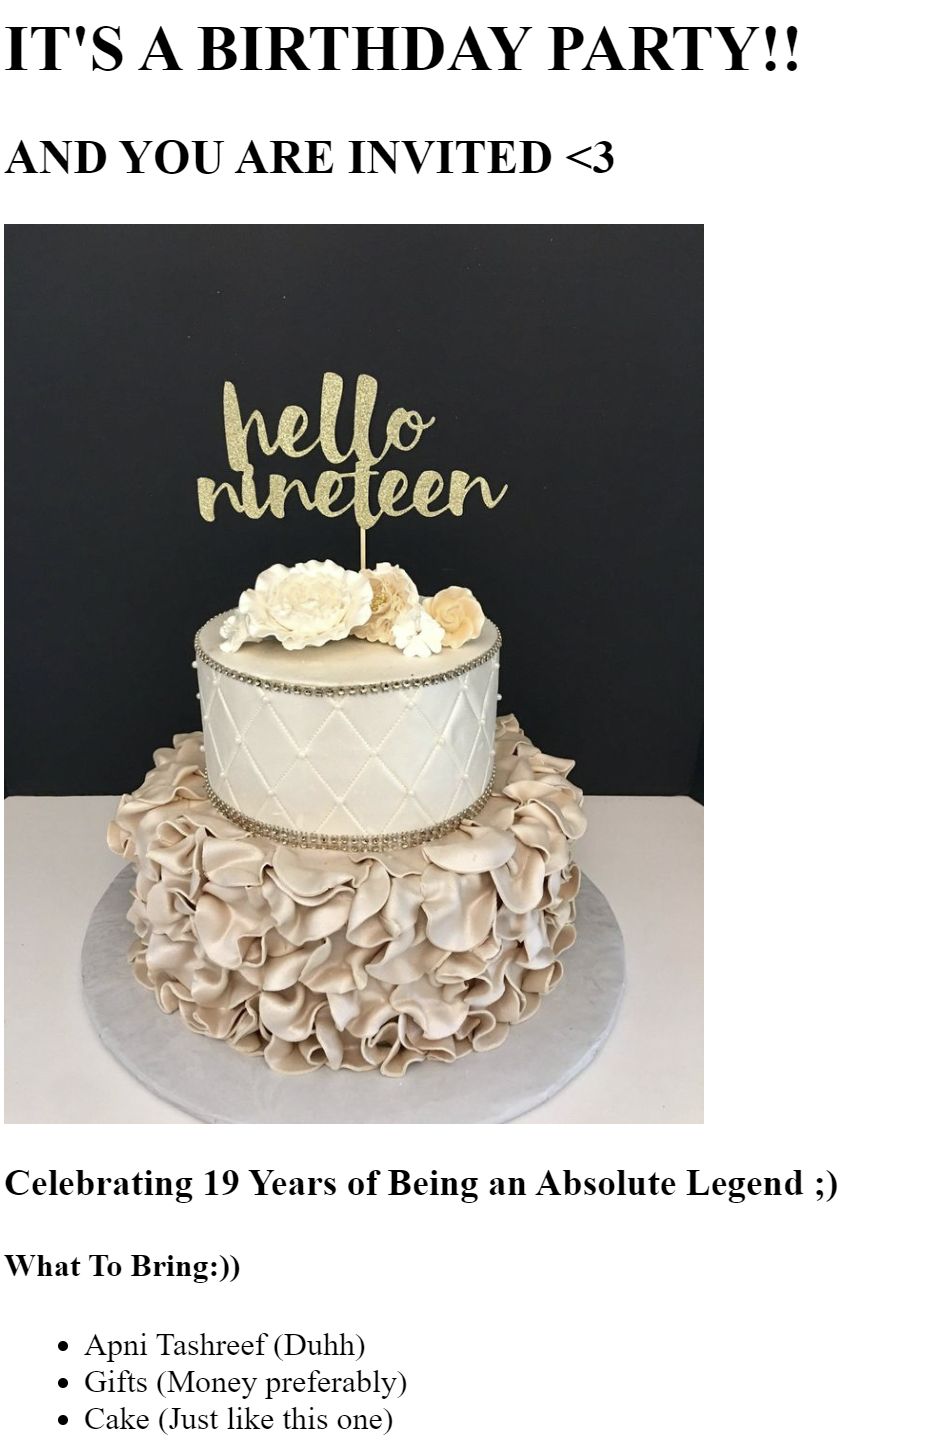 IT'S A BIRTHDAY PARTY!!
AND YOU ARE INVITED <3
hello
nineteen
Celebrating 19 Years of Being an Absolute Legend ;)
What To Bring:))
• Apni Tashreef (Duhh)
• Gifts (Money preferably)
• Cake (Just like this one)